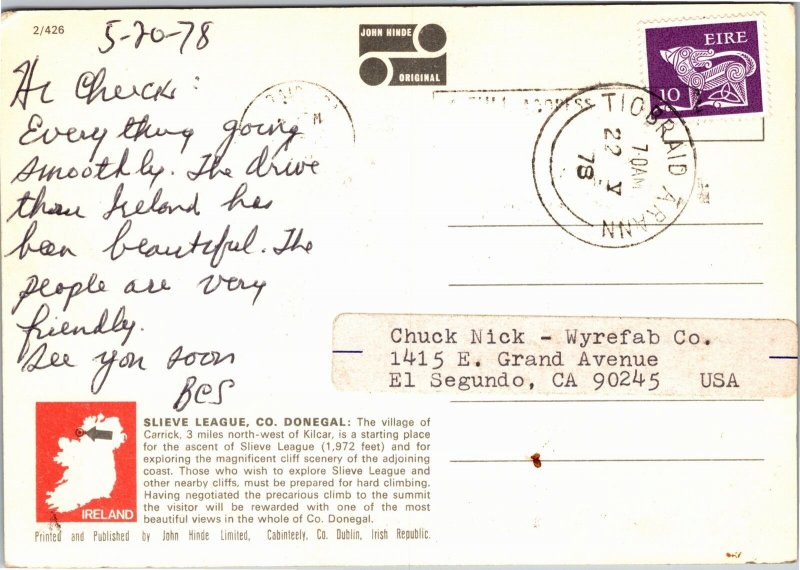 2/426
5-20-78
JOHN HINDE
ORIGINAL
EIRE
10
TIOBRAID ÁRANN
7.0AM
22 V
78
ADDRESS
Hi Chuck:
Everything going
smoothly. The drive
thru Ireland has
been beautiful. The
people are very
friendly.
See you soon
BCS
Chuck Nick - Wyrefab Co.
1415 E. Grand Avenue
El Segundo, CA 90245 USA
IRELAND
SLIEVE LEAGUE, CO. DONEGAL: The village of
Carrick, 3 miles north-west of Kilcar, is a starting place
for the ascent of Slieve League (1,972 feet) and for
exploring the magnificent cliff scenery of the adjoining
coast. Those who wish to explore Slieve League and
other nearby cliffs, must be prepared for hard climbing.
Having negotiated the precarious climb to the summit
the visitor will be rewarded with one of the most
beautiful views in the whole of Co. Donegal.
Printed and Published by John Hinde Limited, Cabinteely, Co. Dublin, Irish Republic.